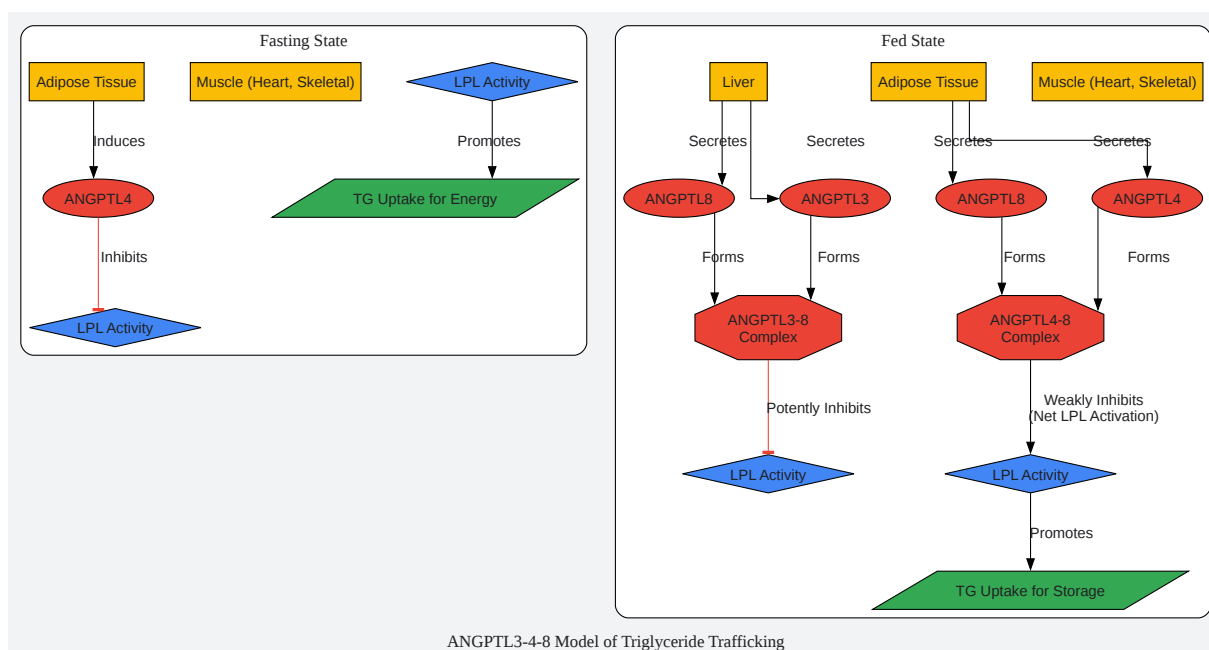 Fasting State
Adipose Tissue
Muscle (Heart, Skeletal)
LPL Activity
Induces
Promotes
ANGPTL4
TG Uptake for Energy
Inhibits
LPL Activity
Fed State
Liver
Adipose Tissue
Muscle (Heart, Skeletal)
Secretes
Secretes
Secretes
Secretes
ANGPTL8
ANGPTL3
ANGPTL8
ANGPTL4
Forms
Forms
Forms
Forms
ANGPTL3-8
Complex
ANGPTL4-8
Complex
Potently Inhibits
Weakly Inhibits
(Net LPL Activation)
LPL Activity
LPL Activity
Promotes
TG Uptake for Storage
ANGPTL3-4-8 Model of Triglyceride Trafficking